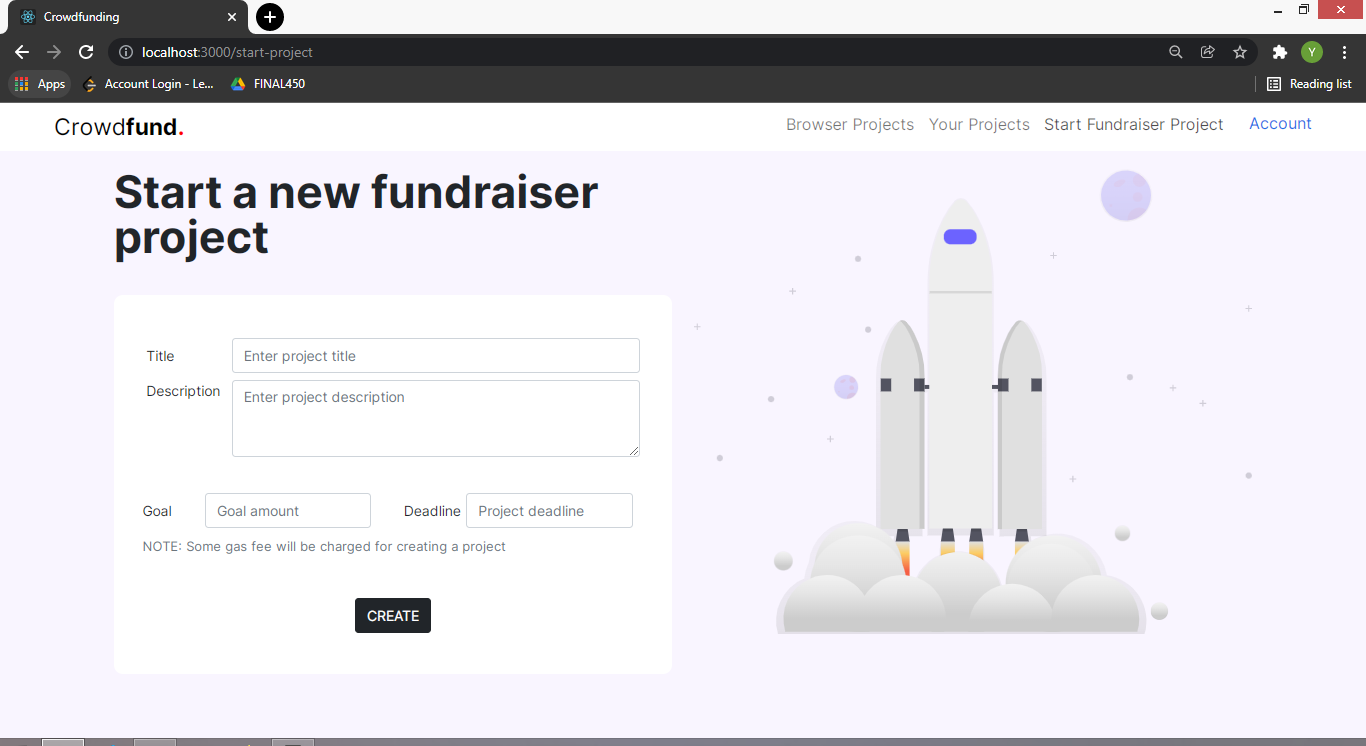 Crowdfunding
localhost:3000/start-project
Y
Apps
Account Login - Le...
FINAL450
Reading list
Crowdfund.
Browser Projects
Your Projects
Start Fundraiser Project
Account
Start a new fundraiser
project
Title
Enter project title
Description
Enter project description
Goal
Goal amount
Deadline
Project deadline
NOTE: Some gas fee will be charged for creating a project
CREATE